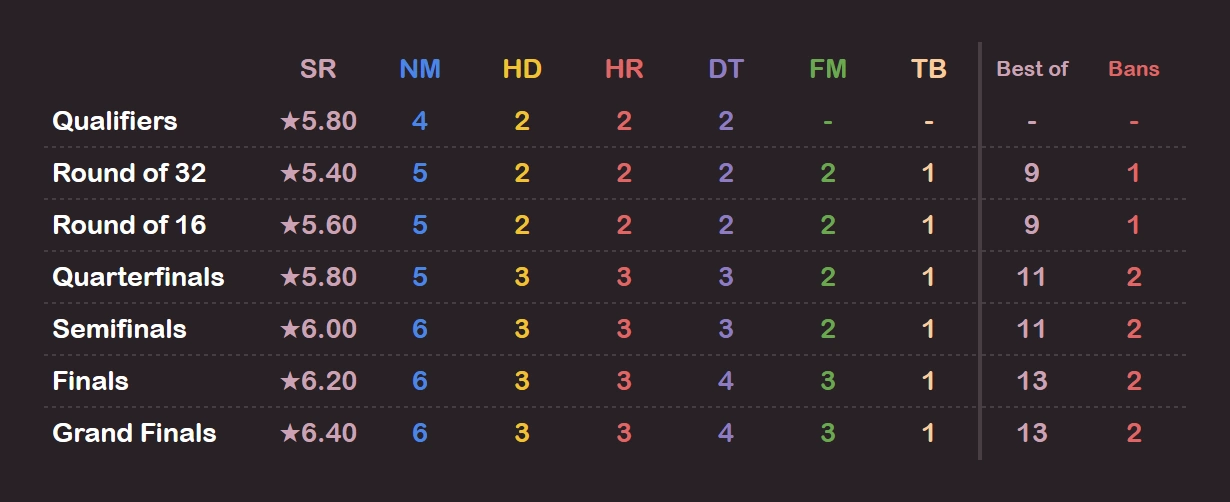 SR NM HD HR DT FM TB Best of Bans
Qualifiers ★5.80 4 2 2 2 - - - -
Round of 32 ★5.40 5 2 2 2 2 1 9 1
Round of 16 ★5.60 5 2 2 2 2 1 9 1
Quarterfinals ★5.80 5 3 3 3 2 1 11 2
Semifinals ★6.00 6 3 3 3 2 1 11 2
Finals ★6.20 6 3 3 4 3 1 13 2
Grand Finals ★6.40 6 3 3 4 3 1 13 2